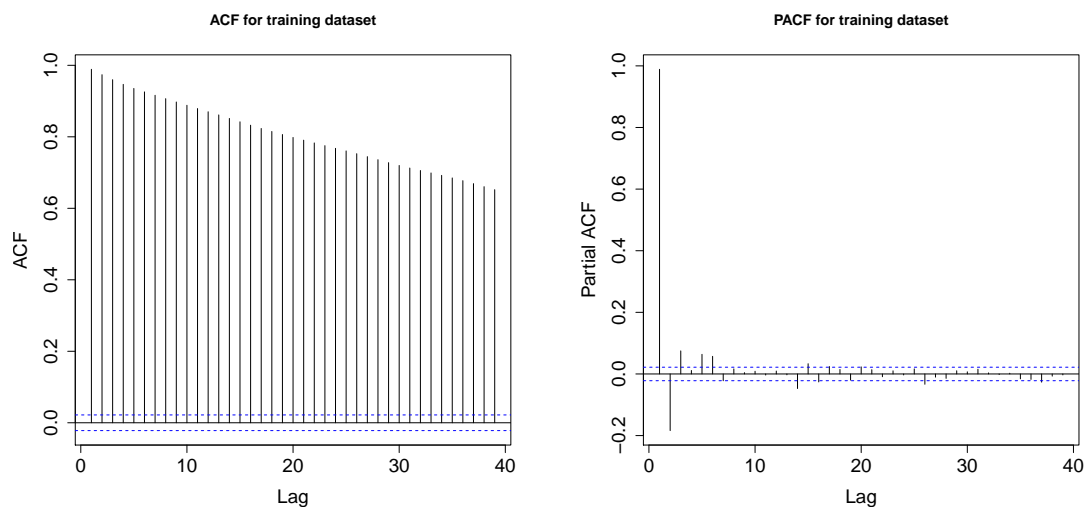 ACF for training dataset
ACF
0.0 0.2 0.4 0.6 0.8 1.0
0 10 20 30 40
Lag
PACF for training dataset
Partial ACF
−0.2 0.0 0.2 0.4 0.6 0.8 1.0
0 10 20 30 40
Lag